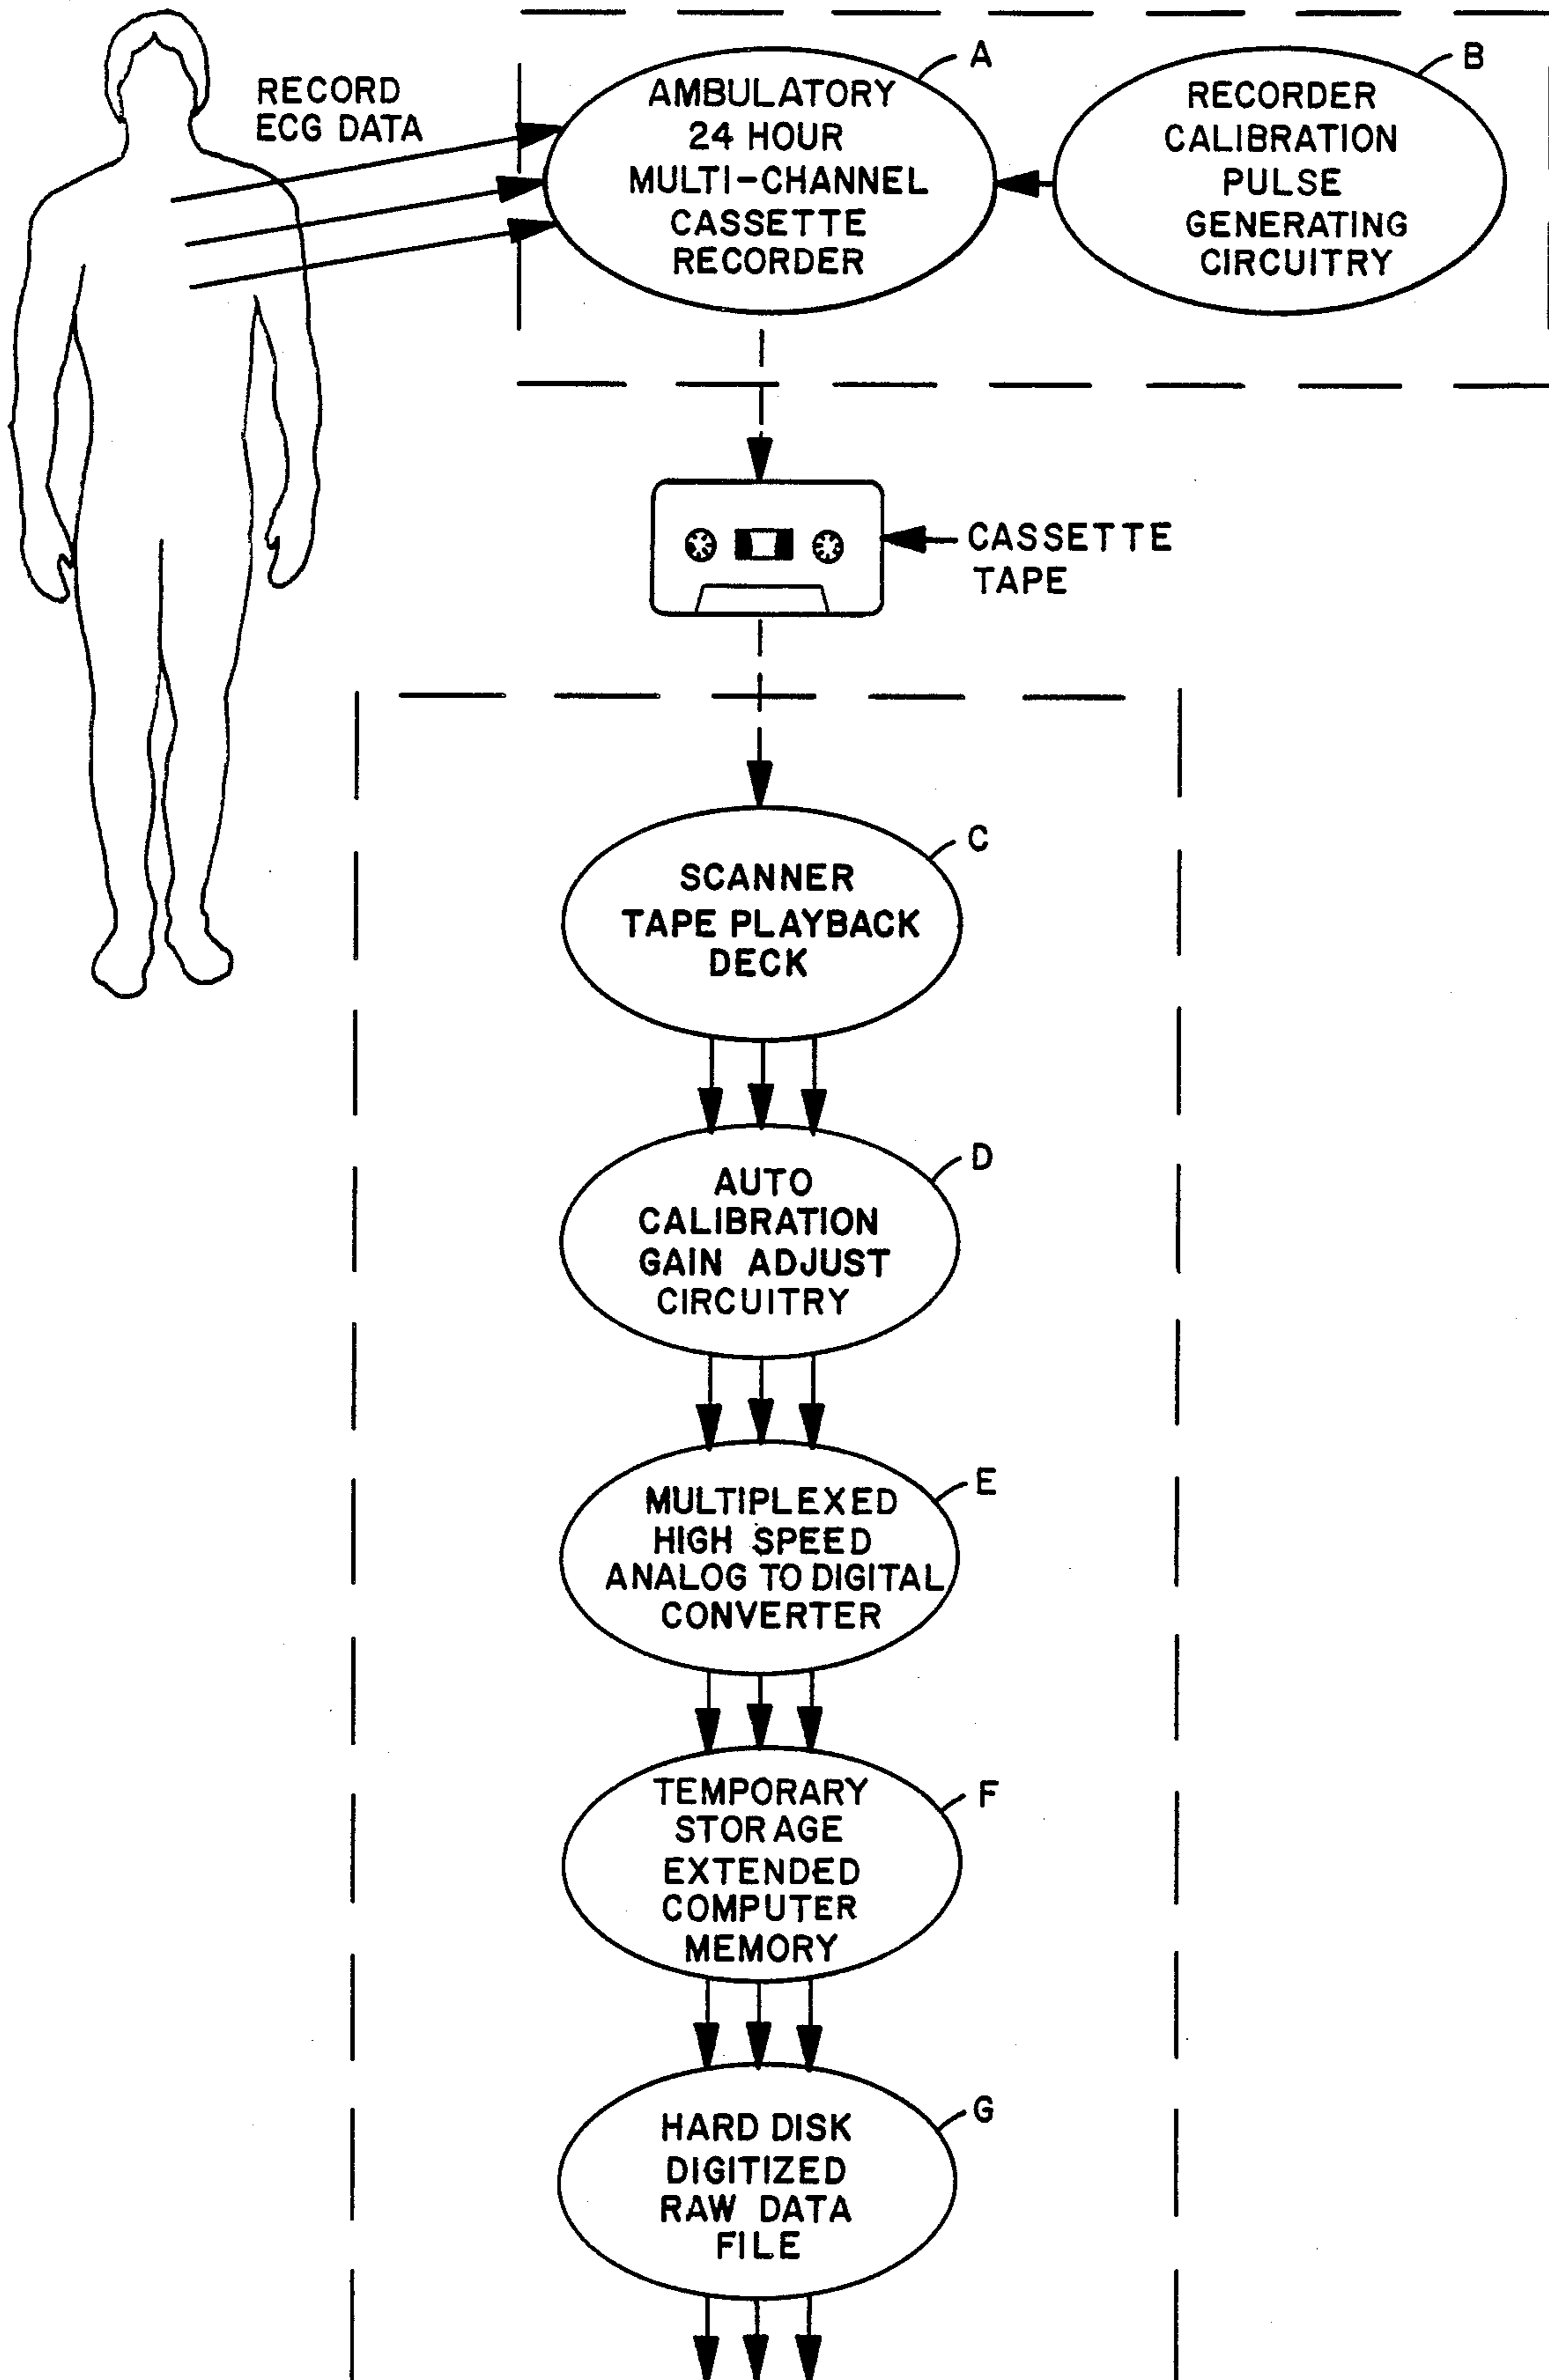 RECORD
ECG DATA
A
AMBULATORY
24 HOUR
MULTI-CHANNEL
CASSETTE
RECORDER
B
RECORDER
CALIBRATION
PULSE
GENERATING
CIRCUITRY
CASSETTE
TAPE
C
SCANNER
TAPE PLAYBACK
DECK
D
AUTO
CALIBRATION
GAIN ADJUST
CIRCUITRY
E
MULTIPLEXED
HIGH SPEED
ANALOG TO DIGITAL
CONVERTER
F
TEMPORARY
STORAGE
EXTENDED
COMPUTER
MEMORY
G
HARD DISK
DIGITIZED
RAW DATA
FILE